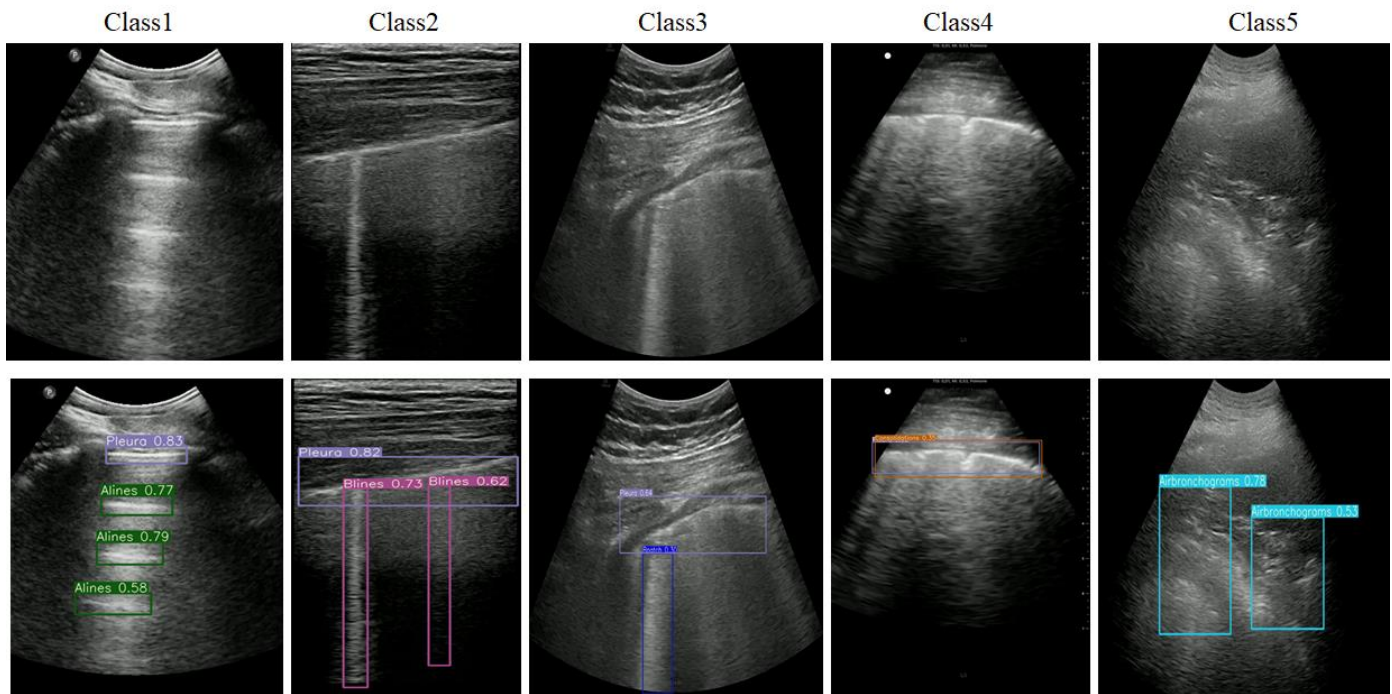 Class1 Class2 Class3 Class4 Class5
Pleura 0.83
Alines 0.77
Alines 0.79
Alines 0.58
Pleura 0.82
Blines 0.73
Blines 0.62
Airbronchograms 0.78
Airbronchograms 0.53